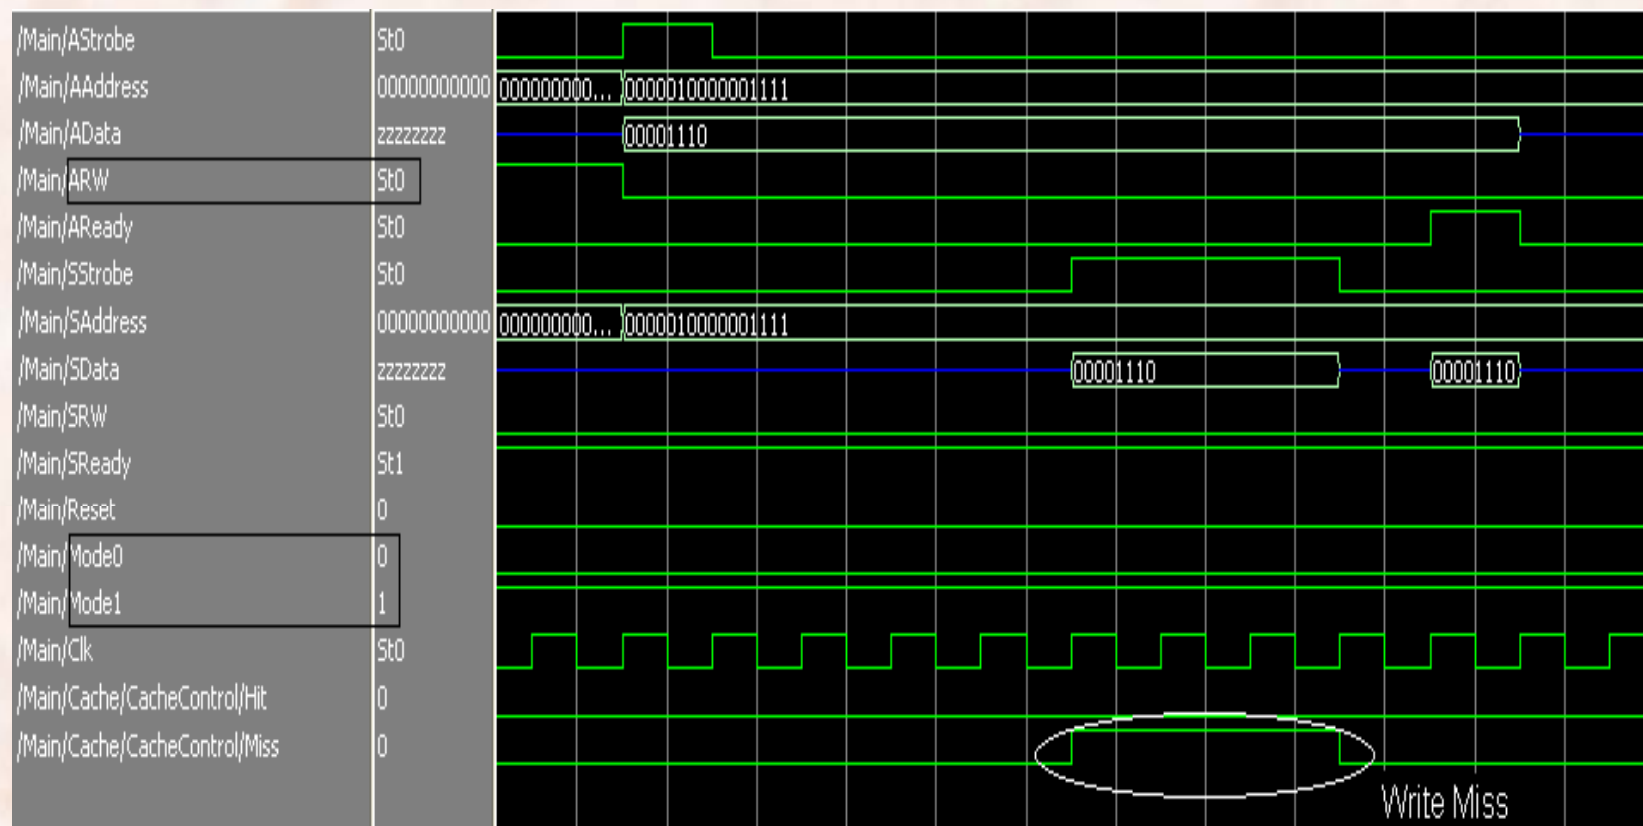 /Main/AStrobe St0
/Main/AAddress 00000000000 000000000... 0000010000001111
/Main/AData zzzzzzzz 00001110
/Main/ARW St0
/Main/AReady St0
/Main/SStrobe St0
/Main/SAddress 00000000000 000000000... 0000010000001111
/Main/SData zzzzzzzz 00001110 00001110
/Main/SRW St0
/Main/SReady St1
/Main/Reset 0
/Main/Mode0 0
/Main/Mode1 1
/Main/Clk St0
/Main/Cache/CacheControl/Hit 0
/Main/Cache/CacheControl/Miss 0
Write Miss